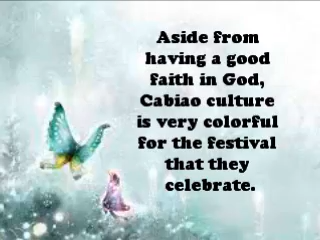 Aside from
having a good
faith in God,
Cabiao culture
is very colorful
for the festival
that they
celebrate.